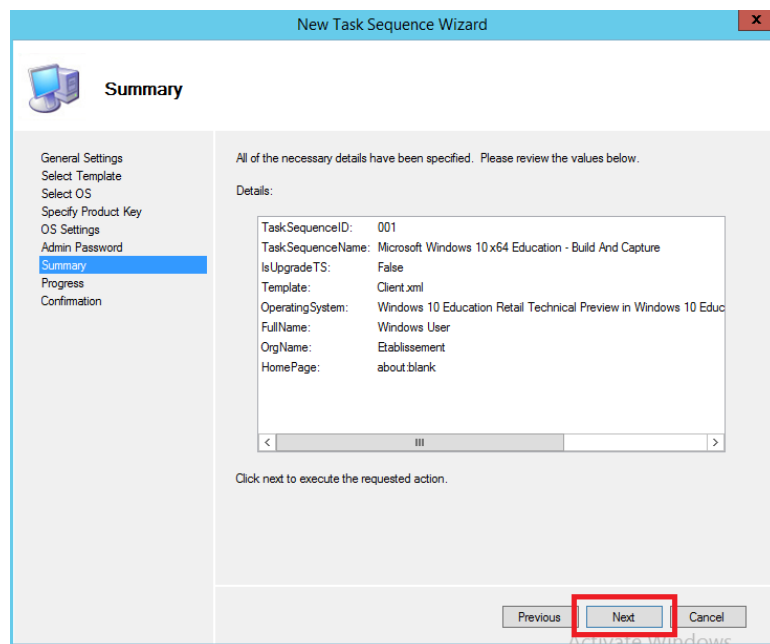 New Task Sequence Wizard
x
Summary
General Settings
Select Template
Select OS
Specify Product Key
OS Settings
Admin Password
Summary
Progress
Confirmation
All of the necessary details have been specified. Please review the values below.
Details:
TaskSequenceID: 001
TaskSequenceName: Microsoft Windows 10 x64 Education - Build And Capture
IsUpgradeTS: False
Template: Client.xml
OperatingSystem: Windows 10 Education Retail Technical Preview in Windows 10 Educ
FullName: Windows User
OrgName: Etablissement
HomePage: about:blank
Click next to execute the requested action.
Previous Next Cancel
Activate Windows